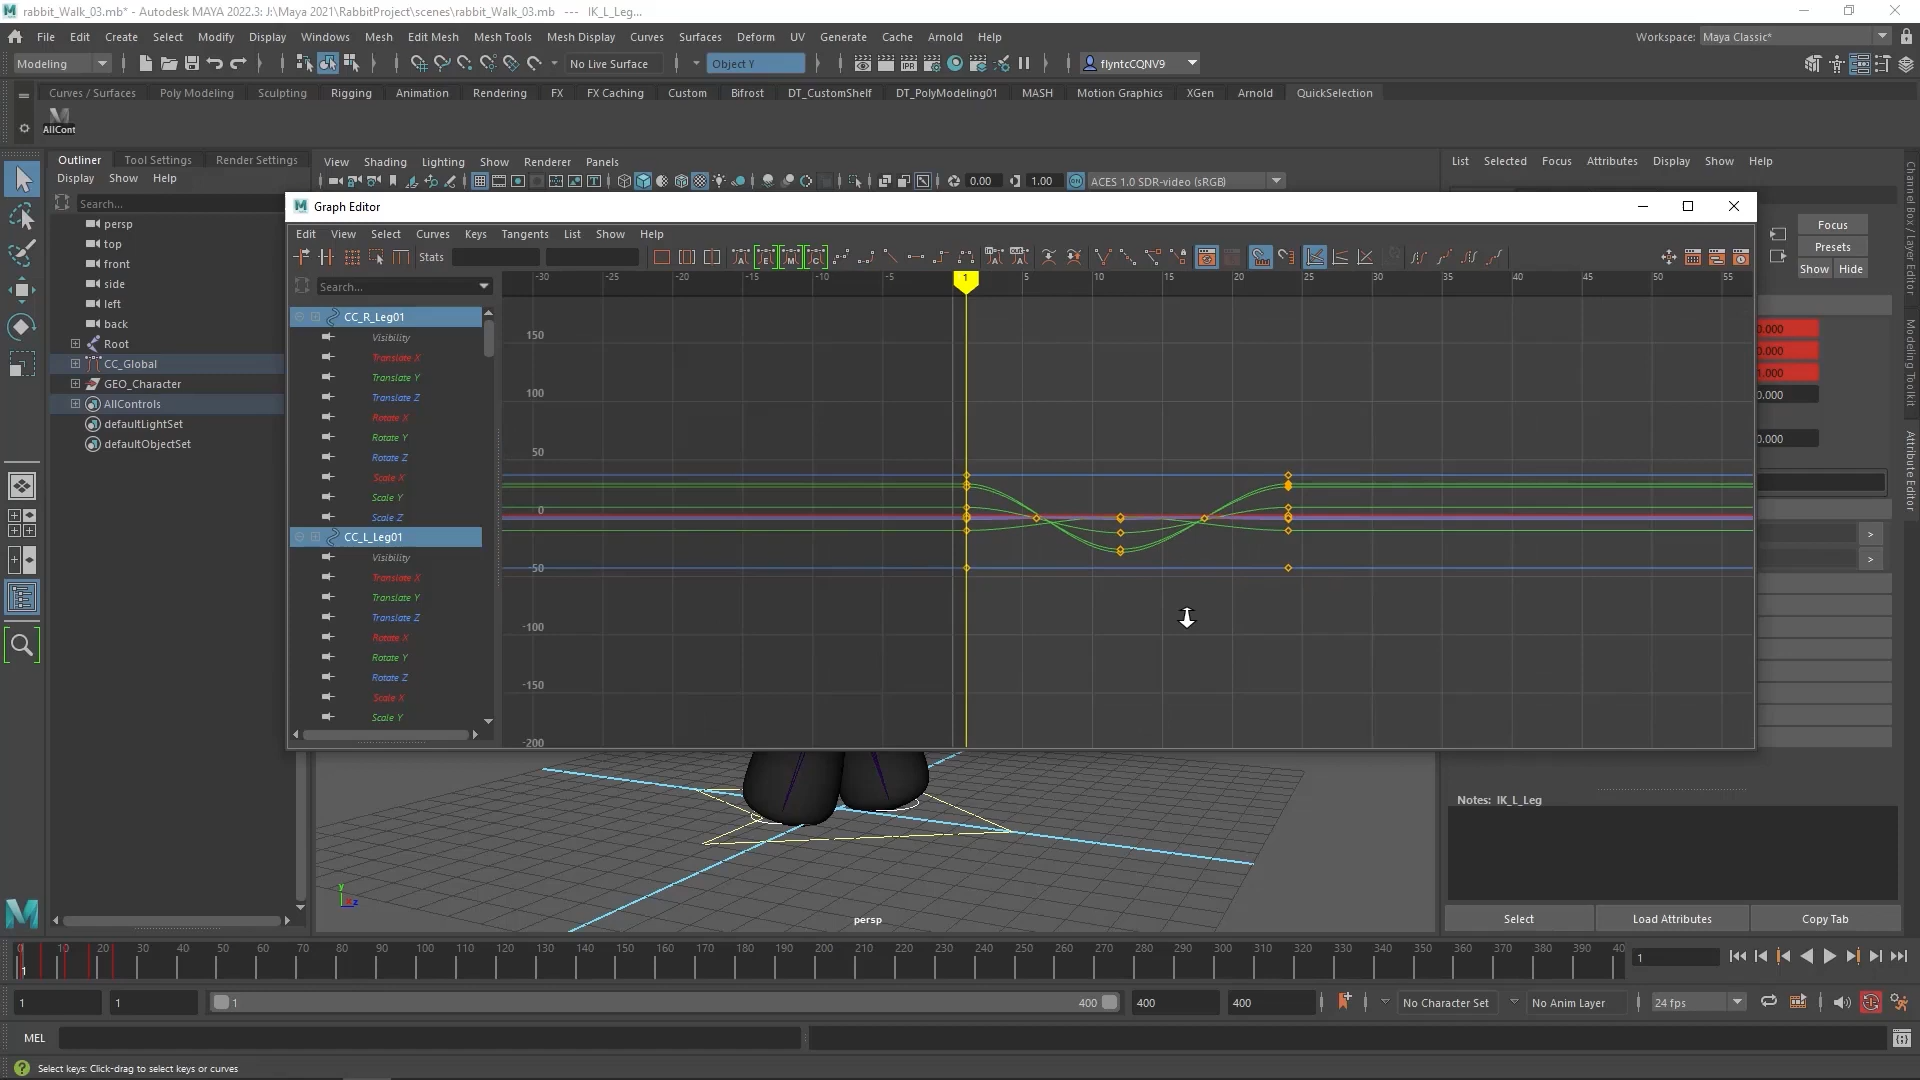 rabbit_Walk_03.mb* - Autodesk MAYA 2022.3: J:\Maya 2021\RabbitProject\scenes\rabbit_Walk_03.mb --- IK_L_Leg...
File Edit Create Select Modify Display Windows Mesh Edit Mesh Mesh Tools Mesh Display Curves Surfaces Deform UV Generate Cache Arnold Help
Workspace: Maya Classic*
Modeling
No Live Surface
Object Y
flyntcCQNV9
Curves / Surfaces Poly Modeling Sculpting Rigging Animation Rendering FX FX Caching Custom Bifrost DT_CustomShelf DT_PolyModeling01 MASH Motion Graphics XGen Arnold QuickSelection
AllCont
Outliner Tool Settings Render Settings
Display Show Help
Search...
persp
top
front
side
left
back
Root
CC_Global
GEO_Character
AllControls
defaultLightSet
defaultObjectSet
View Shading Lighting Show Renderer Panels
0.00 1.00 ACES 1.0 SDR-video (sRGB)
List Selected Focus Attributes Display Show Help
Focus
Presets
Show Hide
0.000
0.000
1.000
0.000
0.000
>
>
Channel Box / Layer Editor
Modeling Toolkit
Attribute Editor
Graph Editor
Edit View Select Curves Keys Tangents List Show Help
Stats
Search...
CC_R_Leg01
Visibility
Translate X
Translate Y
Translate Z
Rotate X
Rotate Y
Rotate Z
Scale X
Scale Y
Scale Z
CC_L_Leg01
Visibility
Translate X
Translate Y
Translate Z
Rotate X
Rotate Y
Rotate Z
Scale X
Scale Y
-30 -25 -20 -15 -10 -5 1 5 10 15 20 25 30 35 40 45 50 55
150
100
50
0
-50
-100
-150
-200
persp
Notes: IK_L_Leg
Select Load Attributes Copy Tab
0 10 20 30 40 50 60 70 80 90 100 110 120 130 140 150 160 170 180 190 200 210 220 230 240 250 260 270 280 290 300 310 320 330 340 350 360 370 380 390 40
1
1
1 1 1 400 400 400
No Character Set
No Anim Layer
24 fps
MEL
Select keys: Click-drag to select keys or curves